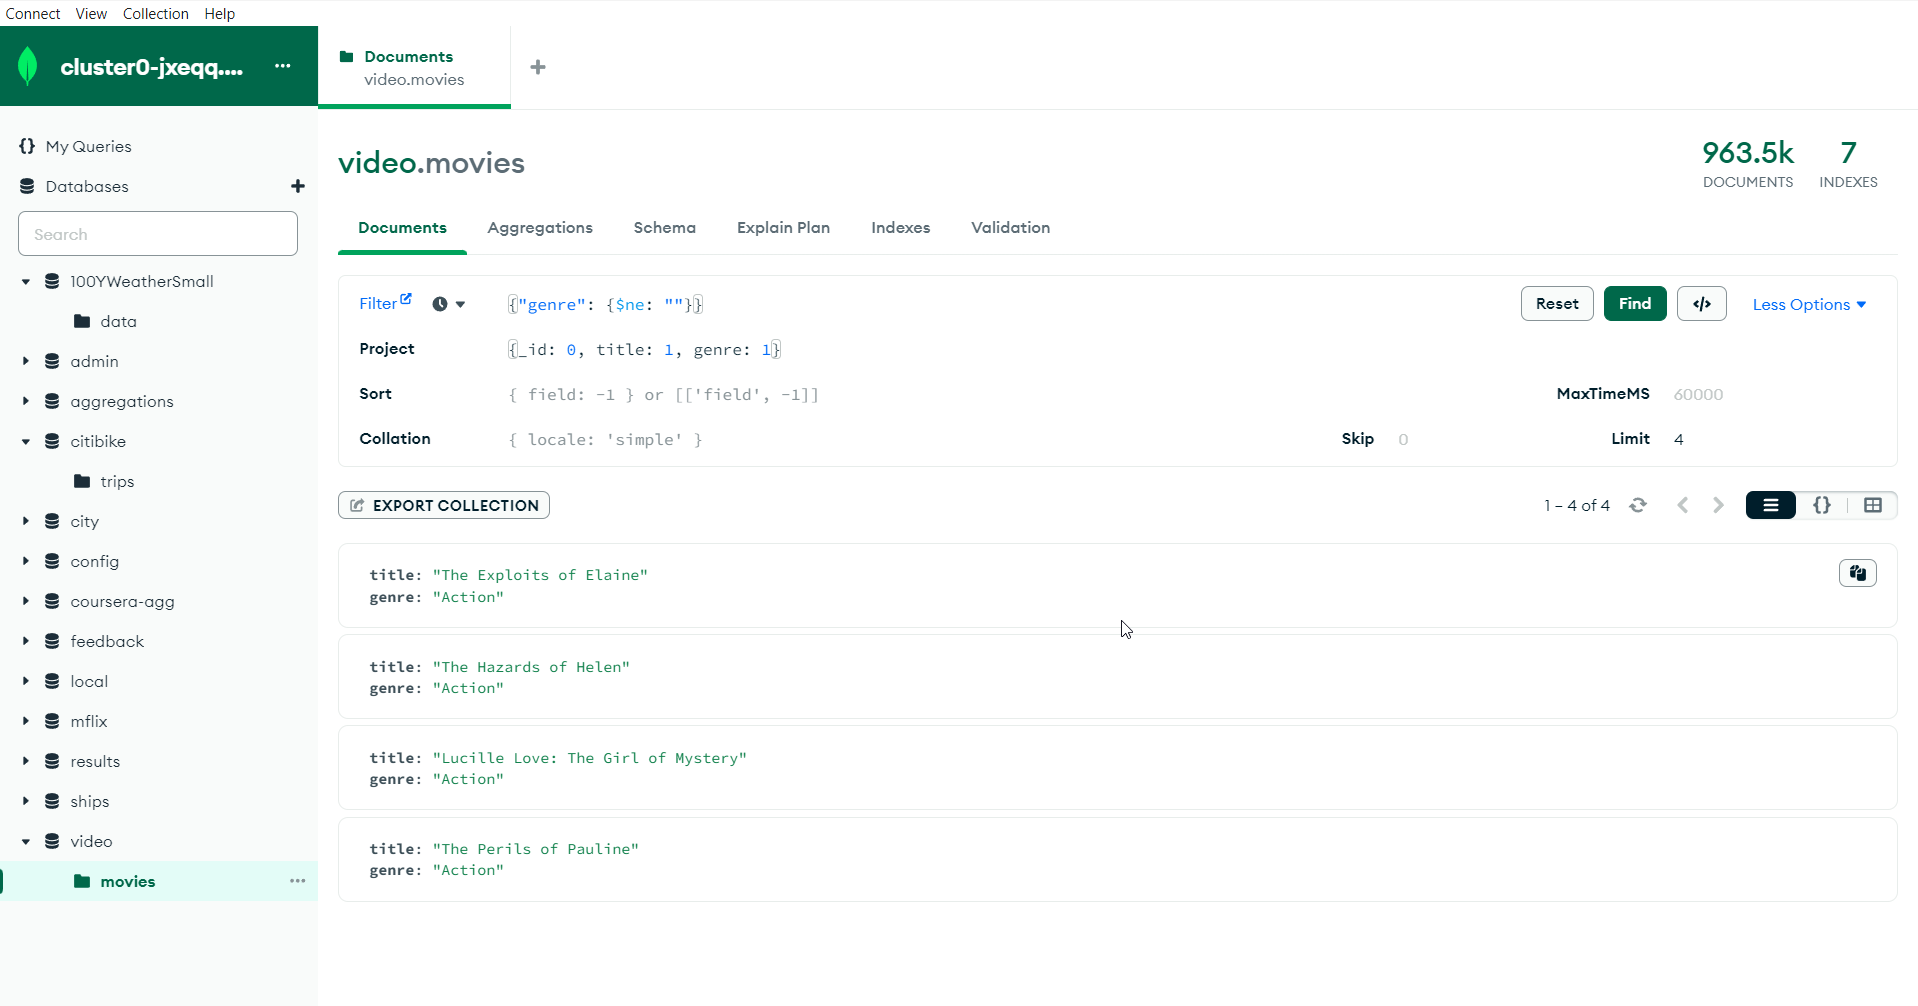 Connect View Collection Help
cluster0-jxeqq.... ···
Documents
video.movies
+
{} My Queries
Databases +
Search
100YWeatherSmall
data
admin
aggregations
citibike
trips
city
config
coursera-agg
feedback
local
mflix
results
ships
video
movies ···
video.movies
963.5k 7
DOCUMENTS INDEXES
Documents Aggregations Schema Explain Plan Indexes Validation
Filter {"genre": {$ne: ""}} Reset Find </> Less Options
Project {_id: 0, title: 1, genre: 1}
Sort { field: -1 } or [['field', -1]] MaxTimeMS 60000
Collation { locale: 'simple' } Skip 0 Limit 4
EXPORT COLLECTION 1 – 4 of 4 {}
title: "The Exploits of Elaine"
genre: "Action"
title: "The Hazards of Helen"
genre: "Action"
title: "Lucille Love: The Girl of Mystery"
genre: "Action"
title: "The Perils of Pauline"
genre: "Action"